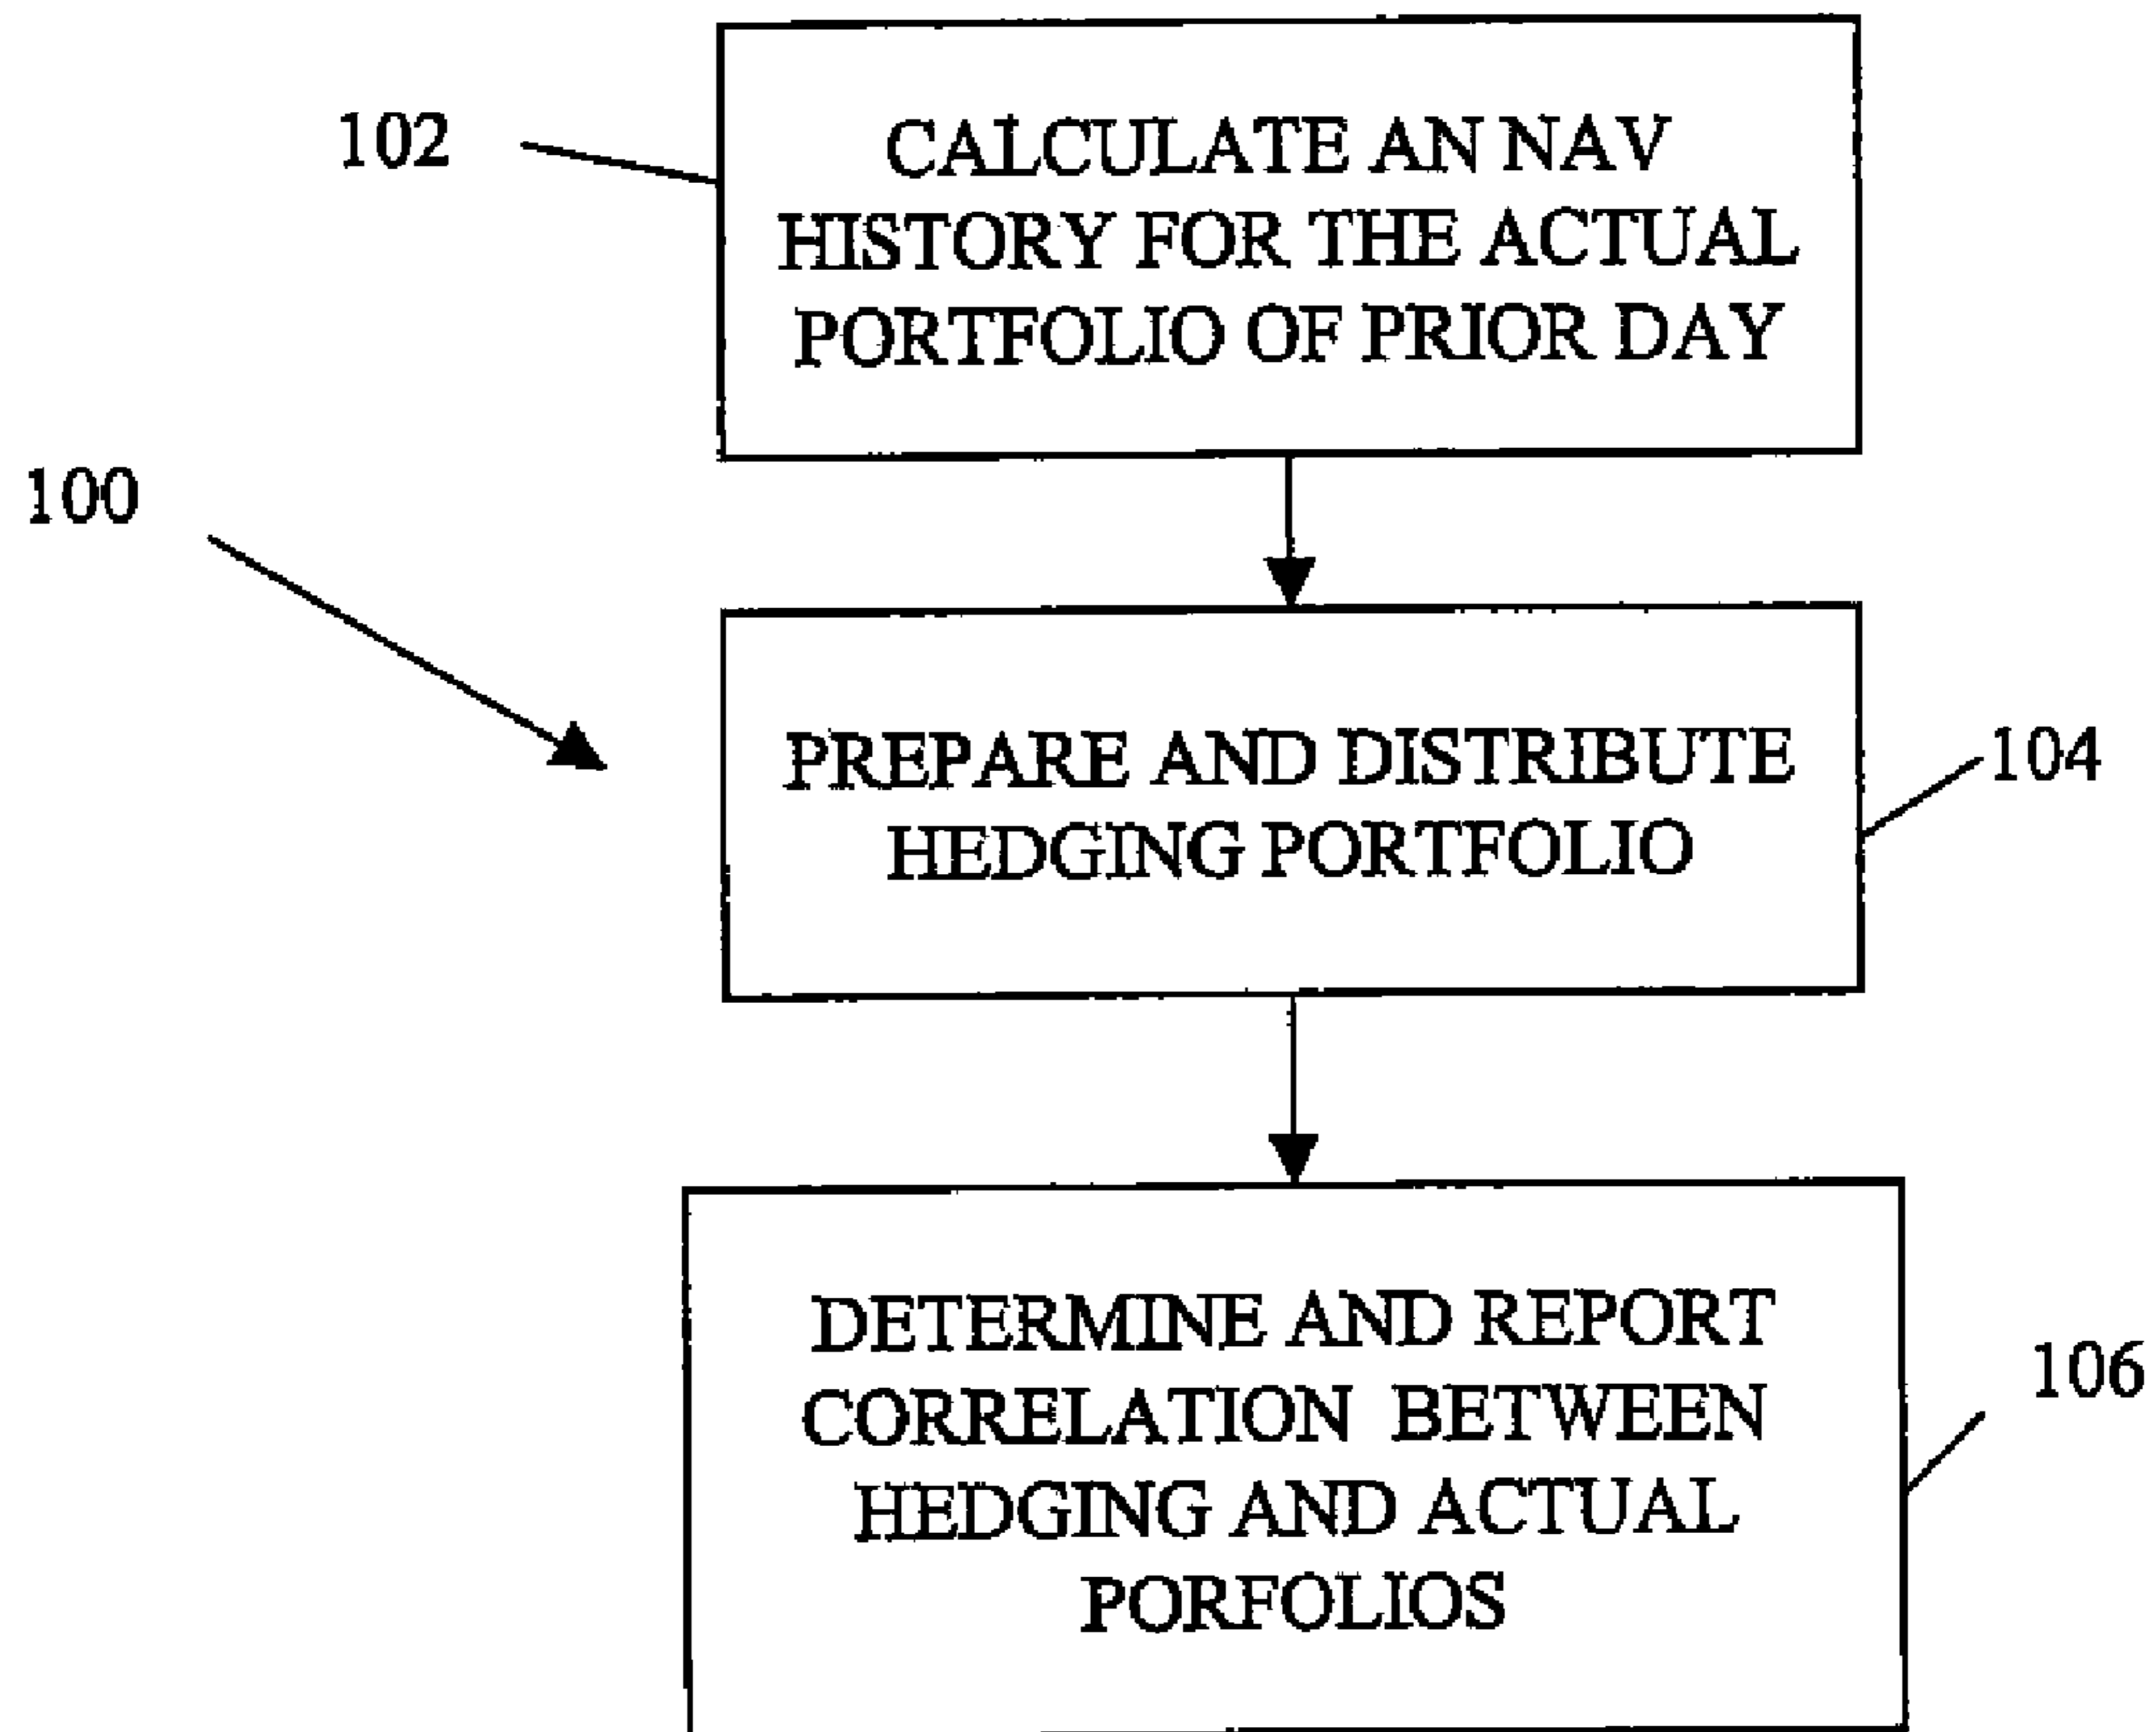 102
CALCULATE AN NAV
HISTORY FOR THE ACTUAL
PORTFOLIO OF PRIOR DAY
100
PREPARE AND DISTRIBUTE
HEDGING PORTFOLIO
104
DETERMINE AND REPORT
CORRELATION BETWEEN
HEDGING AND ACTUAL
PORFOLIOS
106